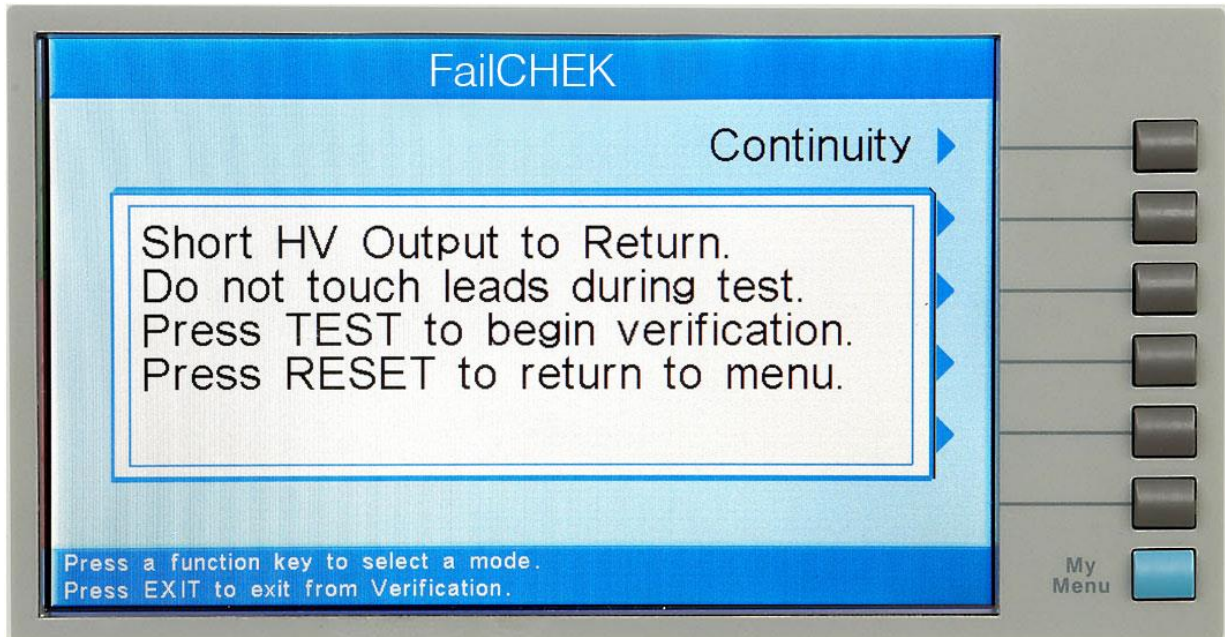 FailCHEK
Continuity
Short HV Output to Return.
Do not touch leads during test.
Press TEST to begin verification.
Press RESET to return to menu.
Press a function key to select a mode.
Press EXIT to exit from Verification.
My
Menu